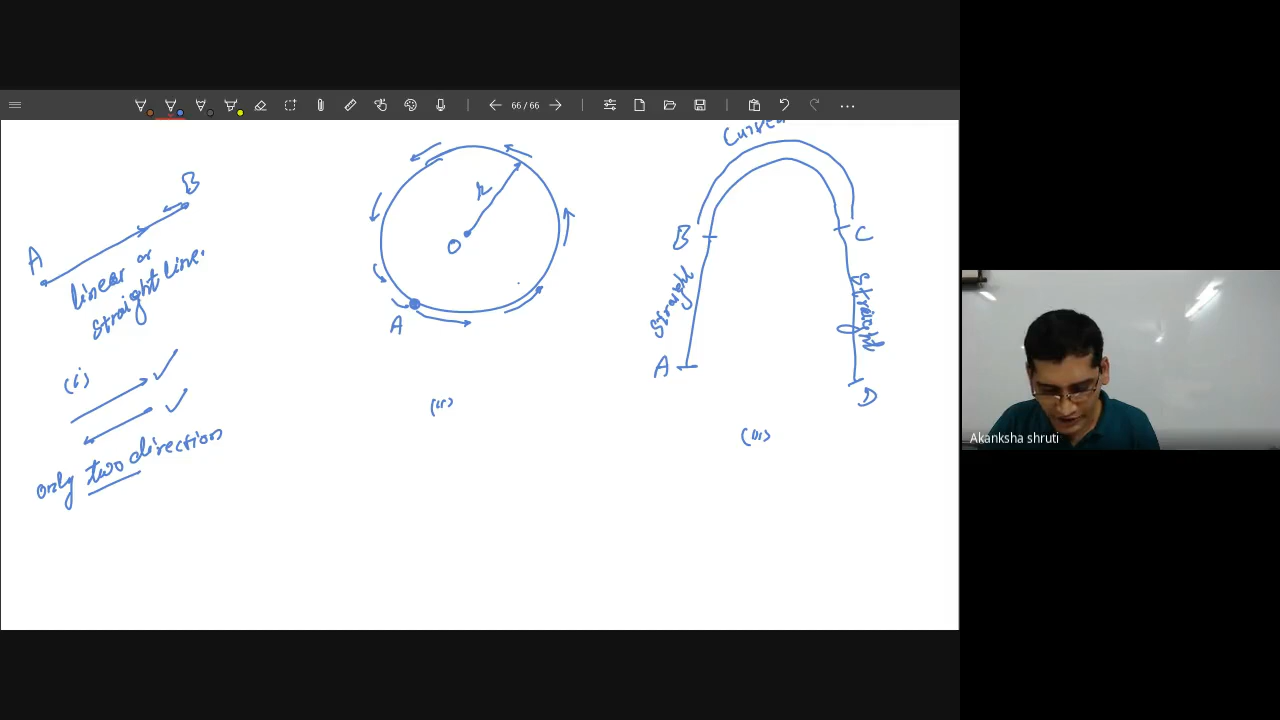 66 / 66
B
A
linear or
straight line.
(i)
only two direction
r
O
A
(ii)
Curved
B
C
Straight
Straight
A
D
(iii)
Akanksha shruti